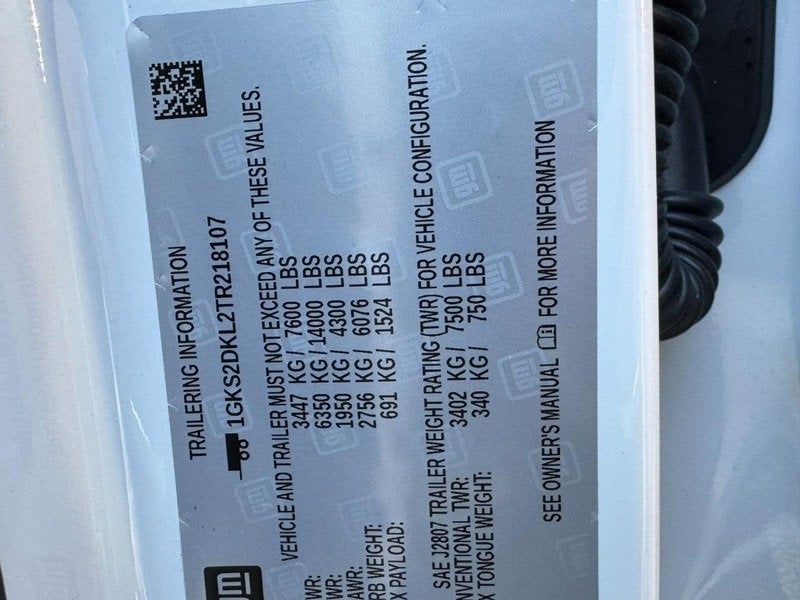 TRAILERING INFORMATION
1GKS2DKL2TR218107
VEHICLE AND TRAILER MUST NOT EXCEED ANY OF THESE VALUES.
WR: 3447 KG / 7600 LBS
WR: 6350 KG / 14000 LBS
AWR: 1950 KG / 4300 LBS
RB WEIGHT: 2756 KG / 6076 LBS
X PAYLOAD: 691 KG / 1524 LBS
SAE J2807 TRAILER WEIGHT RATING (TWR) FOR VEHICLE CONFIGURATION.
NVENTIONAL TWR: 3402 KG / 7500 LBS
X TONGUE WEIGHT: 340 KG / 750 LBS
SEE OWNER'S MANUAL FOR MORE INFORMATION
gm